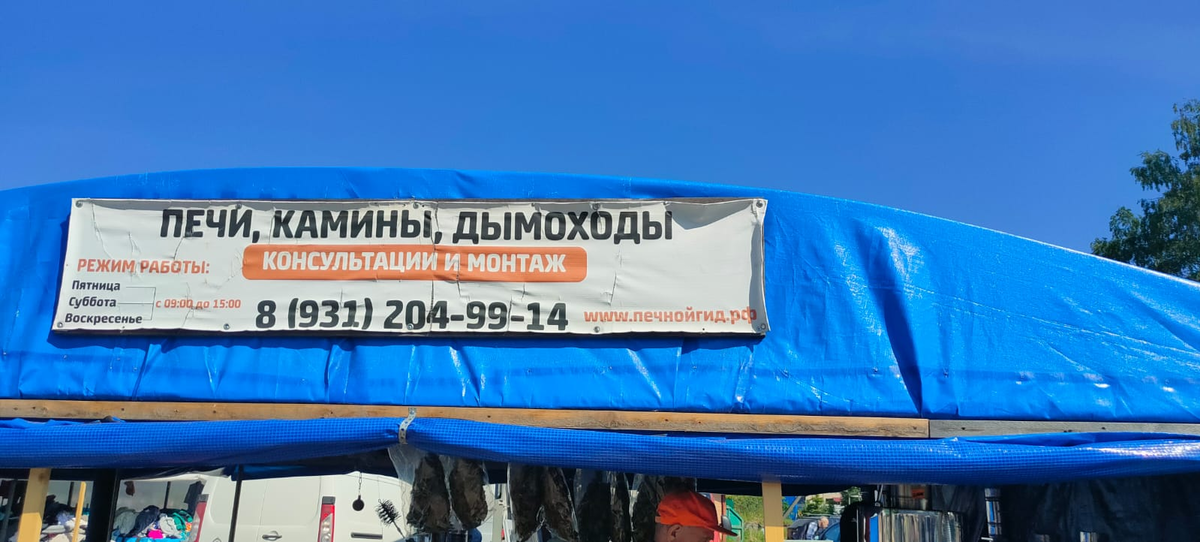 ПЕЧИ, КАМИНЫ, ДЫМОХОДЫ
КОНСУЛЬТАЦИИ И МОНТАЖ
РЕЖИМ РАБОТЫ:
Пятница
Суббота с 09:00 до 15:00
Воскресенье
8 (931) 204-99-14
www.печнойгид.рф